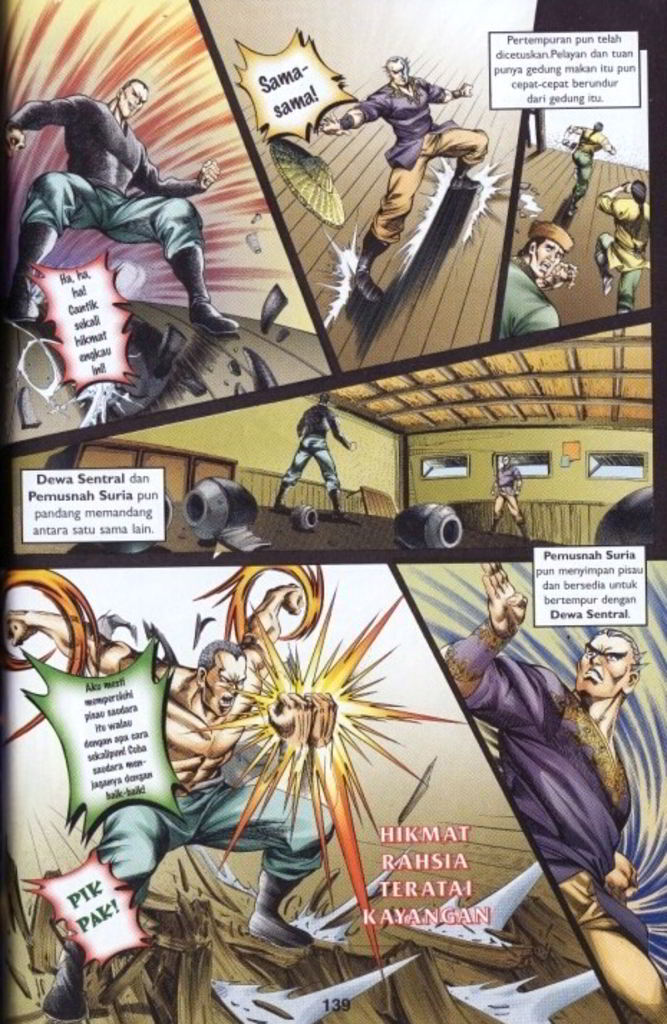 Ha, ha,
ha!
Cantik
sekali
hikmat
engkau
ini!
Sama-
sama!
Pertempuran pun telah
dicetuskan.Pelayan dan tuan
punya gedung makan itu pun
cepat-cepat berundur
dari gedung itu.
Dewa Sentral dan
Pemusnah Suria pun
pandang memandang
antara satu sama lain.
Aku mesti
memperolehi
pisau saudara
itu walau
dengan apa cara
sekalipun! Coba
saudara men-
jaganya dengan
baik-baik!
PIK
PAK!
HIKMAT
RAHSIA
TERATAI
KAYANGAN
Pemusnah Suria
pun menyimpan pisau
dan bersedia untuk
bertempur dengan
Dewa Sentral.
139